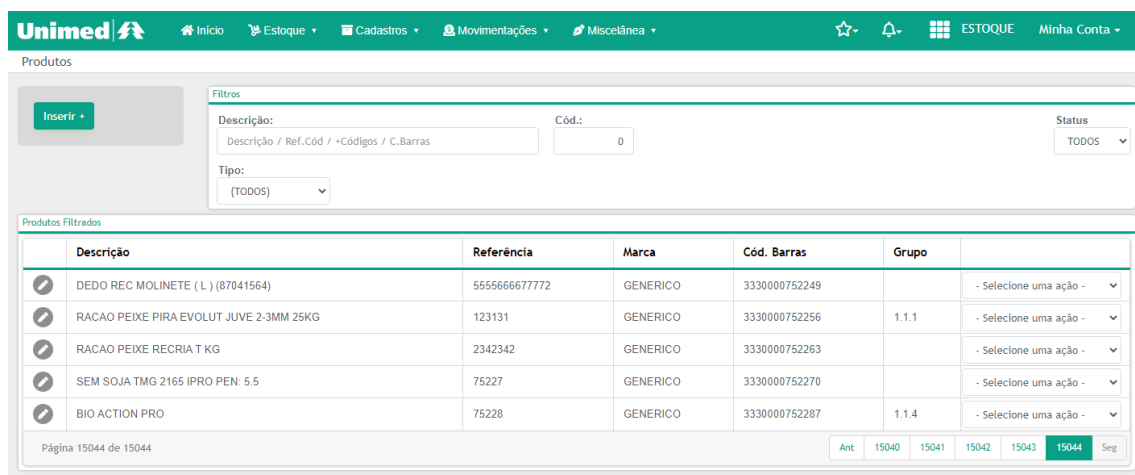 Unimed Início Estoque Cadastros Movimentações Miscelânea ESTOQUE Minha Conta
Produtos
Inserir +
Filtros
Descrição: Cód.: Status
Descrição / Ref.Cód / +Códigos / C.Barras 0 TODOS
Tipo:
(TODOS)
Produtos Filtrados
Descrição Referência Marca Cód. Barras Grupo
DEDO REC MOLINETE ( L ) (87041564) 5555666677772 GENERICO 3330000752249 - Selecione uma ação -
RACAO PEIXE PIRA EVOLUT JUVE 2-3MM 25KG 123131 GENERICO 3330000752256 1.1.1 - Selecione uma ação -
RACAO PEIXE RECRIA T KG 2342342 GENERICO 3330000752263 - Selecione uma ação -
SEM SOJA TMG 2165 IPRO PEN: 5.5 75227 GENERICO 3330000752270 - Selecione uma ação -
BIO ACTION PRO 75228 GENERICO 3330000752287 1.1.4 - Selecione uma ação -
Página 15044 de 15044 Ant 15040 15041 15042 15043 15044 Seg